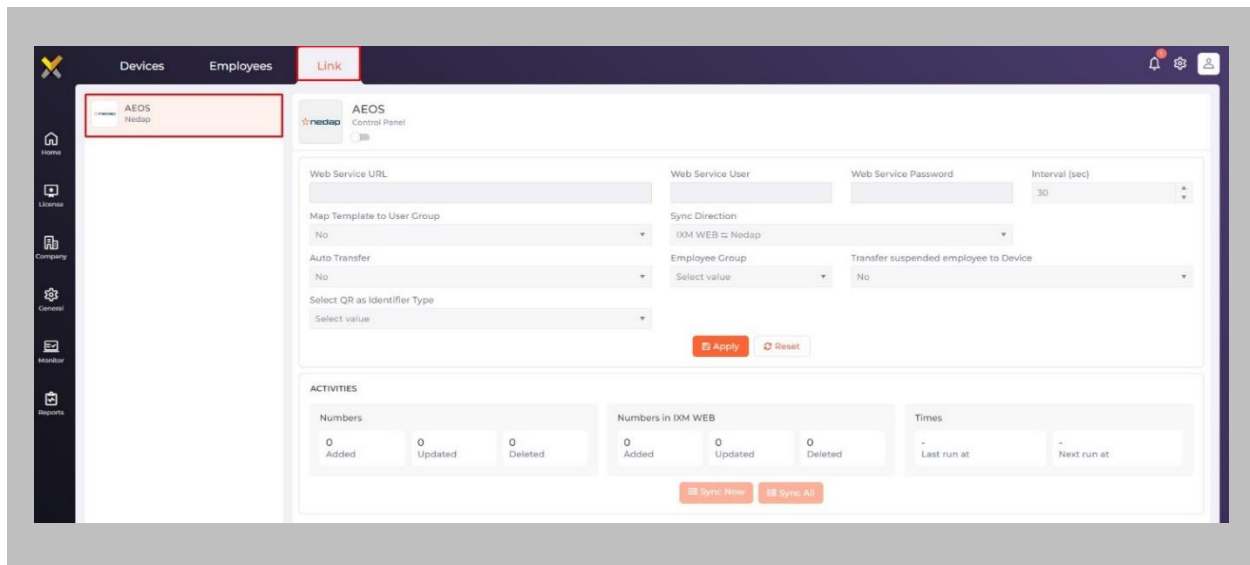 Devices Employees Link
AEOS
Nedap
nedap AEOS
Control Panel
Home
License
Company
General
Monitor
Reports
Web Service URL Web Service User Web Service Password Interval (sec)
30
Map Template to User Group Sync Direction
No IXM WEB ⇆ Nedap
Auto Transfer Employee Group Transfer suspended employee to Device
No Select value No
Select QR as Identifier Type
Select value
Apply Reset
ACTIVITIES
Numbers Numbers in IXM WEB Times
0 0 0 0 0 0 - -
Added Updated Deleted Added Updated Deleted Last run at Next run at
Sync Now Sync All